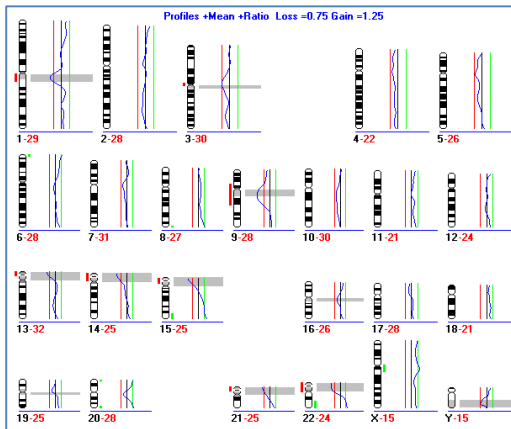 Profiles +Mean +Ratio Loss =0.75 Gain =1.25
1-29 2-28 3-30 4-22 5-26
6-28 7-31 8-27 9-28 10-30 11-21 12-24
13-32 14-25 15-25 16-26 17-28 18-21
19-25 20-28 21-25 22-24 X-15 Y-15